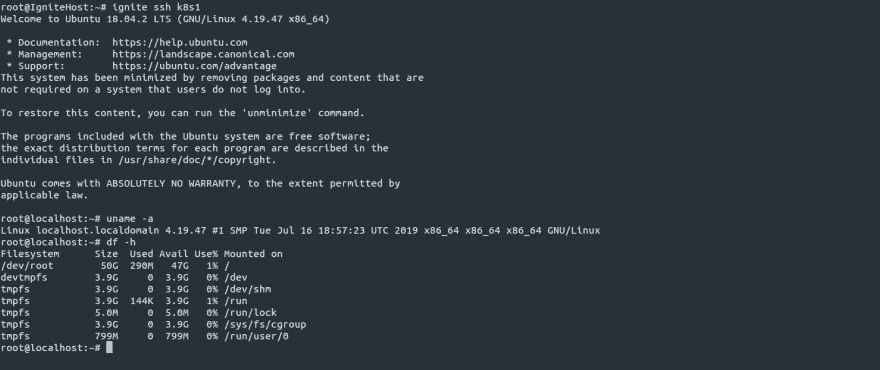 root@IgniteHost:~# ignite ssh k8s1
Welcome to Ubuntu 18.04.2 LTS (GNU/Linux 4.19.47 x86_64)

 * Documentation:  https://help.ubuntu.com
 * Management:     https://landscape.canonical.com
 * Support:        https://ubuntu.com/advantage
This system has been minimized by removing packages and content that are
not required on a system that users do not log into.

To restore this content, you can run the 'unminimize' command.

The programs included with the Ubuntu system are free software;
the exact distribution terms for each program are described in the
individual files in /usr/share/doc/*/copyright.

Ubuntu comes with ABSOLUTELY NO WARRANTY, to the extent permitted by
applicable law.

root@localhost:~# uname -a
Linux localhost.localdomain 4.19.47 #1 SMP Tue Jul 16 18:57:23 UTC 2019 x86_64 x86_64 x86_64 GNU/Linux
root@localhost:~# df -h
Filesystem      Size  Used Avail Use% Mounted on
/dev/root        50G  290M   47G   1% /
devtmpfs        3.9G     0  3.9G   0% /dev
tmpfs           3.9G     0  3.9G   0% /dev/shm
tmpfs           3.9G  144K  3.9G   1% /run
tmpfs           5.0M     0  5.0M   0% /run/lock
tmpfs           3.9G     0  3.9G   0% /sys/fs/cgroup
tmpfs           799M     0  799M   0% /run/user/0
root@localhost:~#